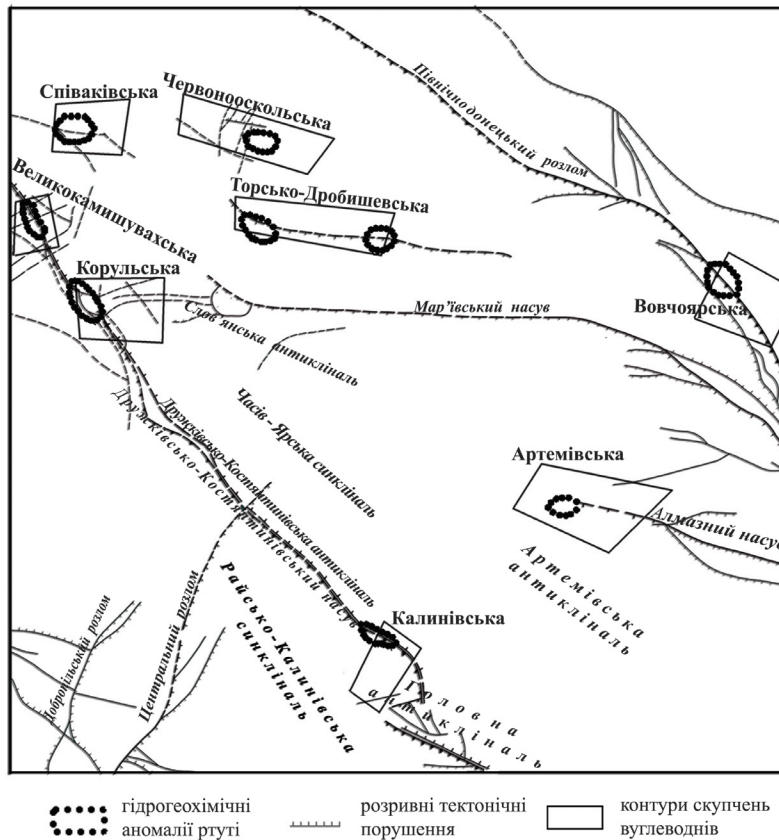 Співаківська
Червонооскольська
Північнодонецький розлом
Великокамишувахська
Торсько-Дробишевська
Корульська
Вовчоярська
Мар’ївський насув
Слов’янська антикліналь
Дружківсько-Костянтинівська антикліналь
Дружківсько-Костянтинівський насув
Часів - Ярська синкліналь
Артемівська
Алмазний насув
Артемівська
антикліналь
Райсько-Калинівська
синкліналь
Калинівська
Головна
антикліналь
Центральний розлом
Добропільський розлом
гідрогеохімічні
аномалії ртуті
розривні тектонічні
порушення
контури скупчень
вуглеводнів